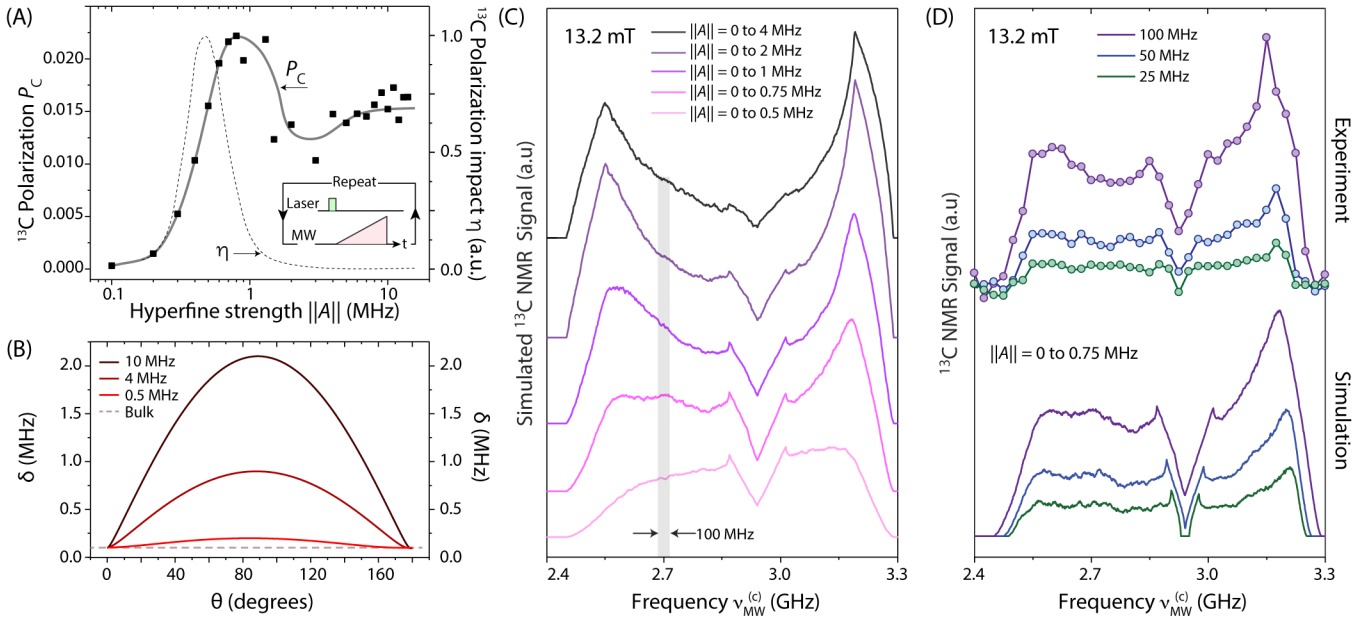 (A)
¹³C Polarization P_C
0.020
0.015
0.010
0.005
0.000
P_C
η
Repeat
Laser
MW
t
1.0
0.5
0.0
¹³C Polarization impact η (a.u.)
0.1
1
10
Hyperfine strength ||A|| (MHz)
(B)
10 MHz
4 MHz
0.5 MHz
Bulk
δ (MHz)
2.0
1.5
1.0
0.5
0.0
2.0
1.5
1.0
0.5
0.0
δ (MHz)
0
40
80
120
160
θ (degrees)
(C)
13.2 mT
||A|| = 0 to 4 MHz
||A|| = 0 to 2 MHz
||A|| = 0 to 1 MHz
||A|| = 0 to 0.75 MHz
||A|| = 0 to 0.5 MHz
Simulated ¹³C NMR Signal (a.u)
100 MHz
2.4
2.7
3.0
3.3
Frequency ν_MW^(c) (GHz)
(D)
13.2 mT
100 MHz
50 MHz
25 MHz
Experiment
¹³C NMR Signal (a.u)
||A|| = 0 to 0.75 MHz
Simulation
2.4
2.7
3.0
3.3
Frequency ν_MW^(c) (GHz)